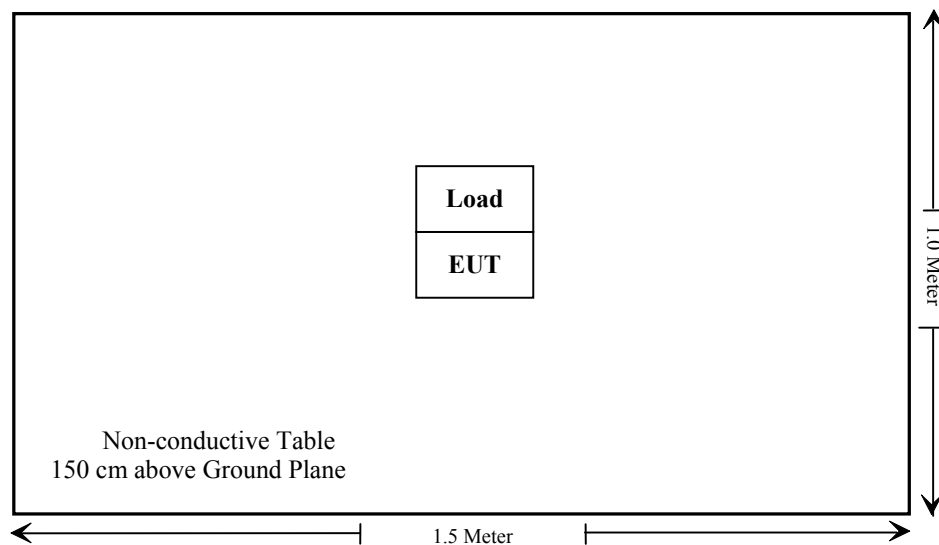 Load
EUT
1.0 Meter
Non-conductive Table
150 cm above Ground Plane
1.5 Meter